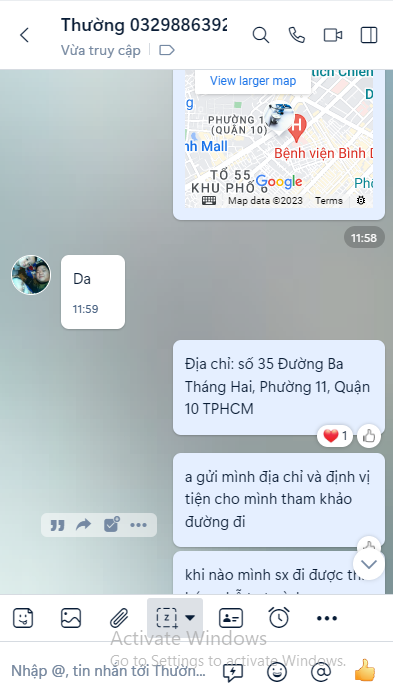 Thường 0329886392
Vừa truy cập
View larger map
tích Chiến
PHƯỜNG 1
(QUẬN 10)
H
nh Mall
Bệnh viện Bình D
TỔ 55
KHU PHỐ 6
Google
Map data ©2023 Terms
11:58
Da
11:59
Địa chỉ: số 35 Đường Ba
Tháng Hai, Phường 11, Quận
10 TPHCM
1
a gửi mình địa chỉ và định vị
tiện cho mình tham khảo
đường đi
khi nào mình sx đi được th
Activate Windows
Go to Settings to activate Windows.
Nhập @, tin nhắn tới Thườn...